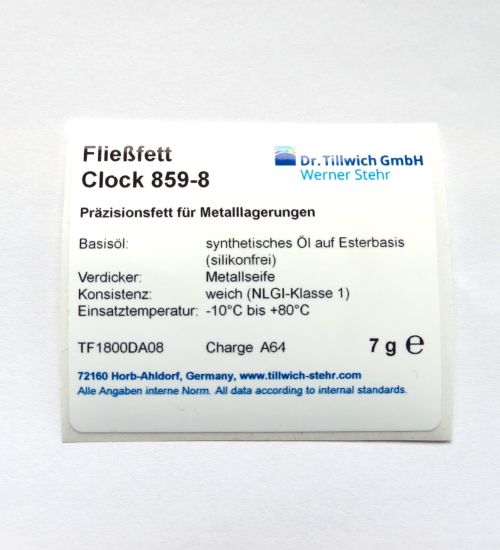 Fließfett
Clock 859-8
Dr. Tillwich GmbH
Werner Stehr
Präzisionsfett für Metalllagerungen
Basisöl: synthetisches Öl auf Esterbasis
(silikonfrei)
Verdicker: Metallseife
Konsistenz: weich (NLGI-Klasse 1)
Einsatztemperatur: -10°C bis +80°C
TF1800DA08 Charge A64 7 g ℮
72160 Horb-Ahldorf, Germany, www.tillwich-stehr.com
Alle Angaben interne Norm. All data according to internal standards.